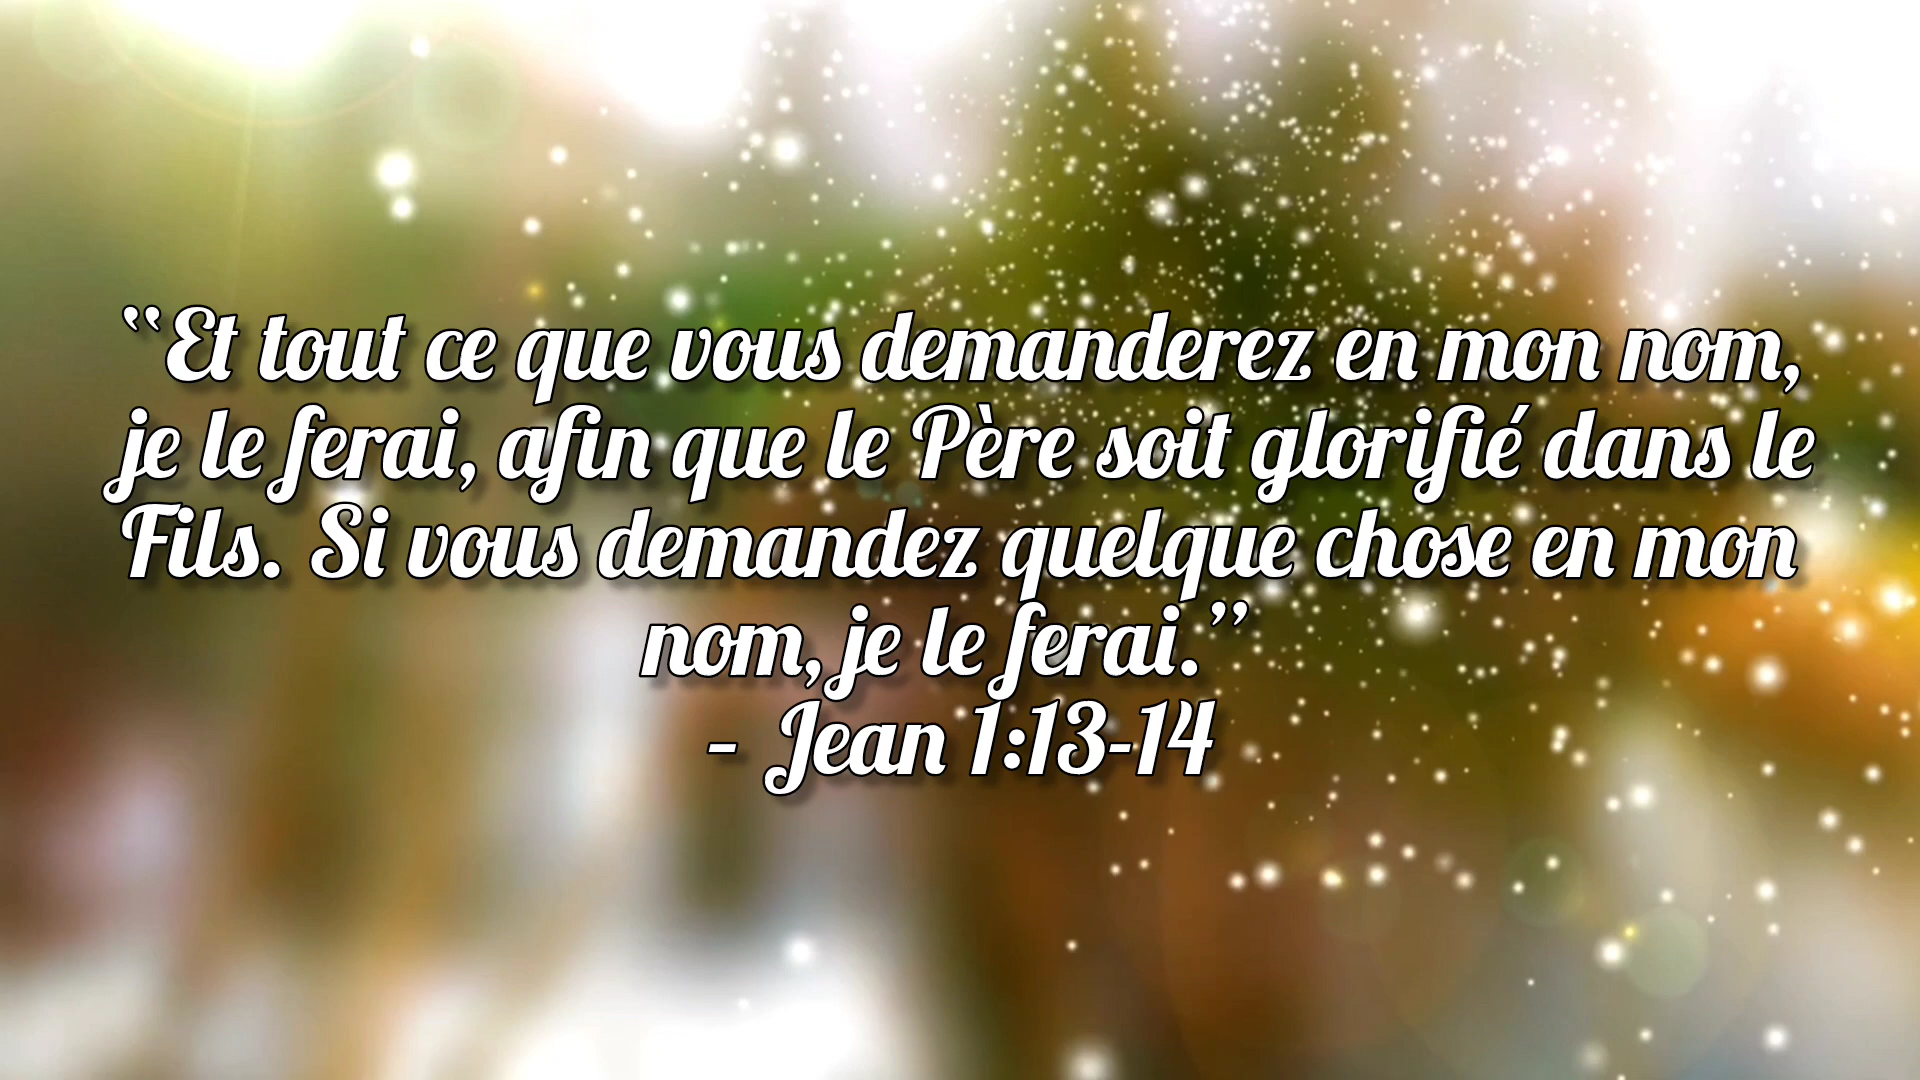 “Et tout ce que vous demanderez en mon nom,
je le ferai, afin que le Père soit glorifié dans le
Fils. Si vous demandez quelque chose en mon
nom, je le ferai.”
- Jean 1:13-14